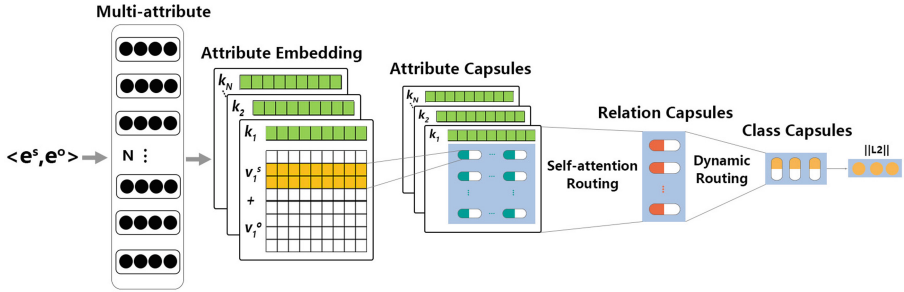 Multi-attribute
<e^s,e^o>
N ⋮
Attribute Embedding
k_N
k_2
k_1
v_1^s
+
v_1^o
Attribute Capsules
k_N
k_2
k_1
Self-attention
Routing
Relation Capsules
Dynamic
Routing
Class Capsules
||L2||